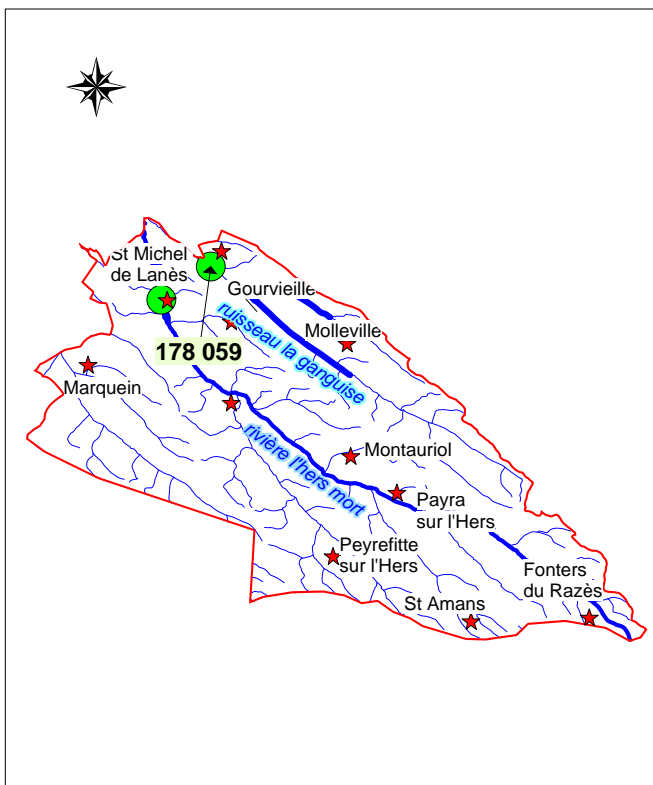 St Michel
de Lanès
Gourvieille
Molleville
ruisseau la ganguise
178 059
Marquein
rivière l'hers mort
Montauriol
Payra
sur l'Hers
Peyrefitte
sur l'Hers
Fonters
du Razès
St Amans